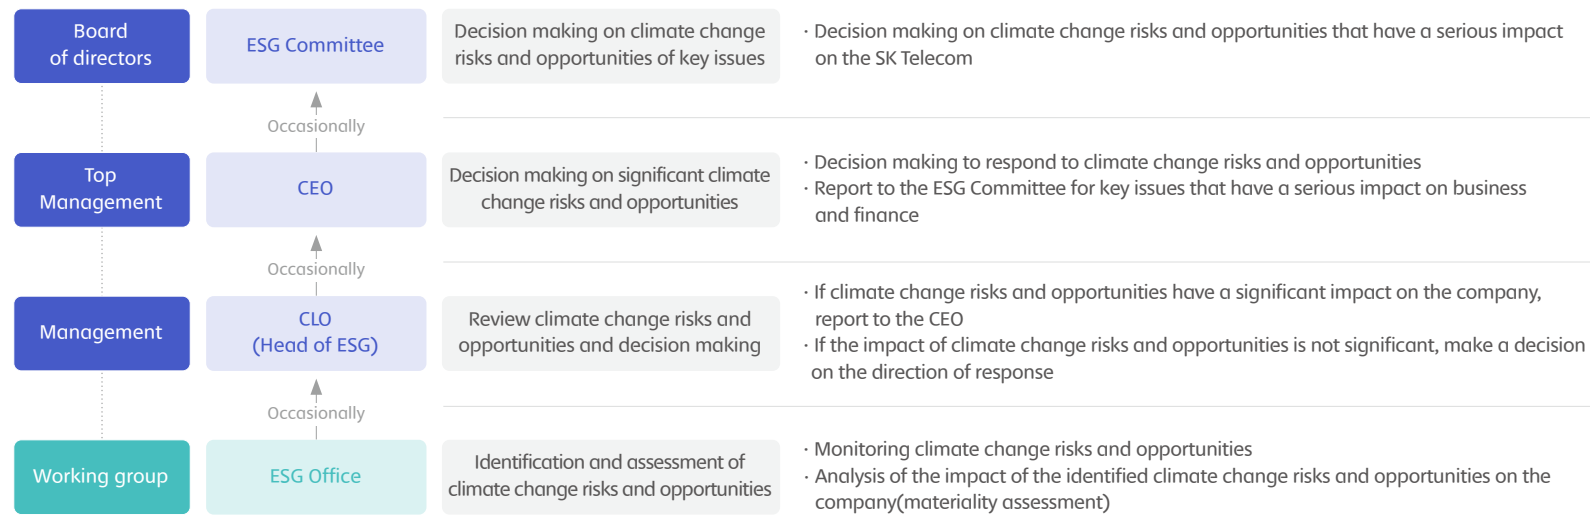 Board
of directors
ESG Committee
Decision making on climate change
risks and opportunities of key issues
· Decision making on climate change risks and opportunities that have a serious impact
on the SK Telecom
Occasionally
Top
Management
CEO
Decision making on significant climate
change risks and opportunities
· Decision making to respond to climate change risks and opportunities
· Report to the ESG Committee for key issues that have a serious impact on business
and finance
Occasionally
Management
CLO
(Head of ESG)
Review climate change risks and
opportunities and decision making
· If climate change risks and opportunities have a significant impact on the company,
report to the CEO
· If the impact of climate change risks and opportunities is not significant, make a decision
on the direction of response
Occasionally
Working group
ESG Office
Identification and assessment of
climate change risks and opportunities
· Monitoring climate change risks and opportunities
· Analysis of the impact of the identified climate change risks and opportunities on the
company(materiality assessment)